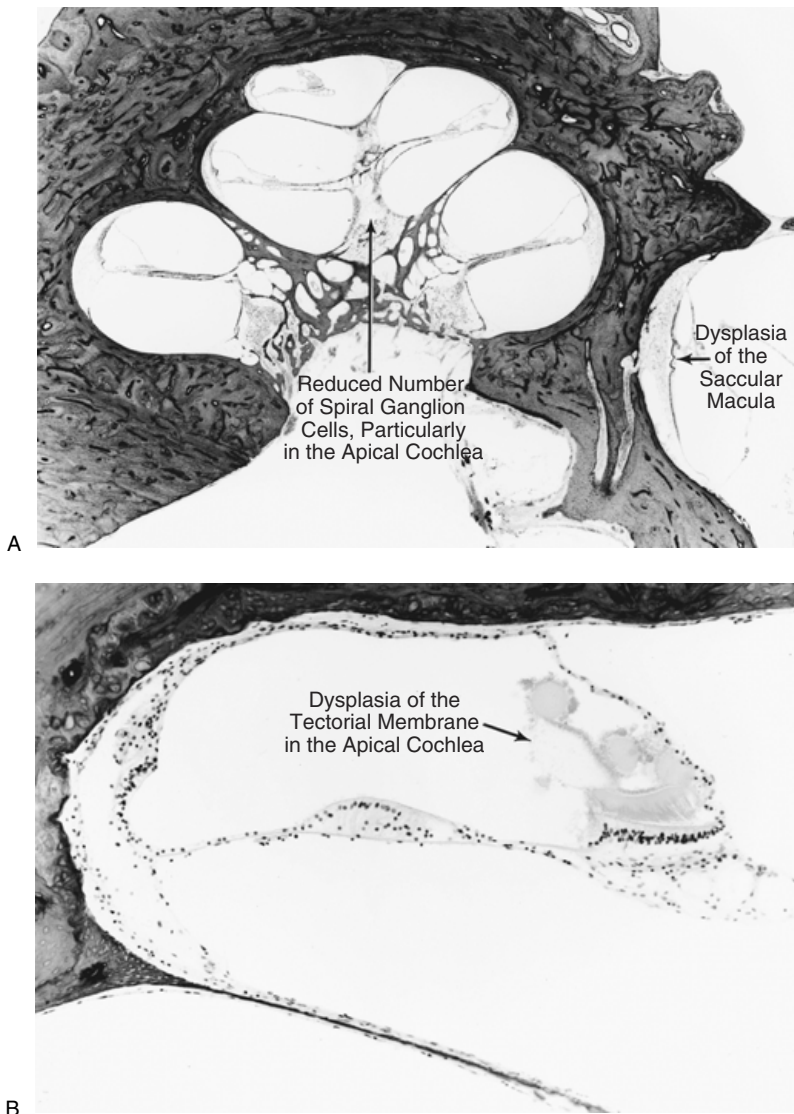 Dysplasia
of the
Saccular
Macula
Reduced Number
of Spiral Ganglion
Cells, Particularly
in the Apical Cochlea
A
Dysplasia of the
Tectorial Membrane
in the Apical Cochlea
B